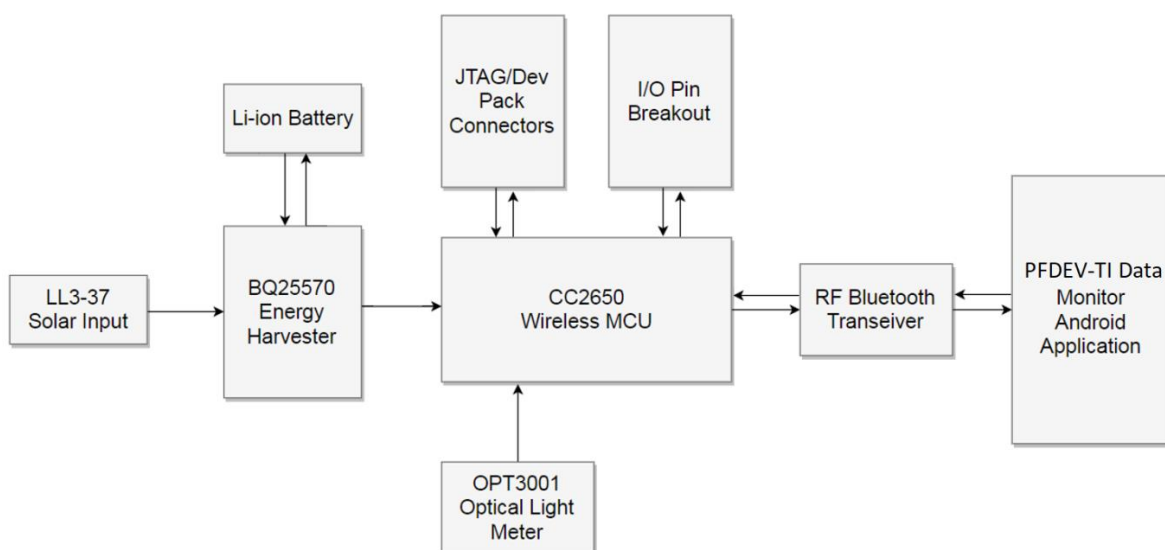 JTAG/Dev
Pack
Connectors
I/O Pin
Breakout
Li-ion Battery
LL3-37
Solar Input
BQ25570
Energy
Harvester
CC2650
Wireless MCU
RF Bluetooth
Transeiver
PFDEV-TI Data
Monitor
Android
Application
OPT3001
Optical Light
Meter